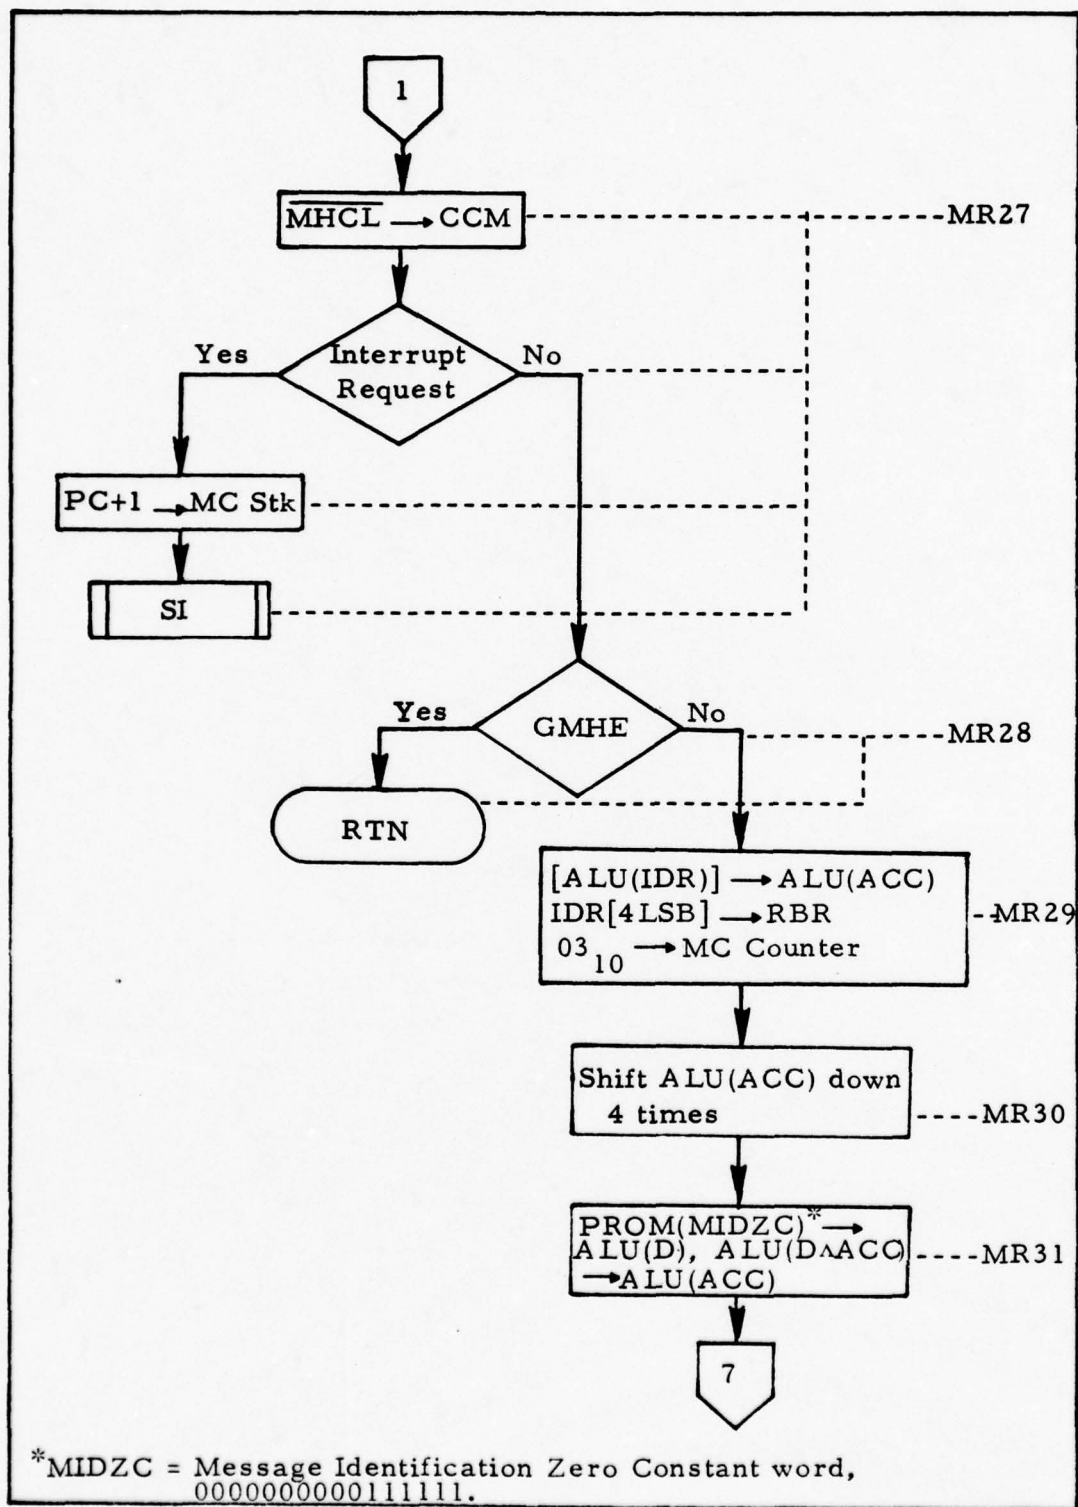 1
MHCL → CCM
MR27
Yes
Interrupt
Request
No
PC+1 → MC Stk
SI
Yes
GMHE
No
MR28
RTN
[ALU(IDR)] → ALU(ACC)
IDR[4LSB] → RBR
03₁₀ → MC Counter
MR29
Shift ALU(ACC) down
4 times
MR30
PROM(MIDZC)* →
ALU(D), ALU(D∧ACC)
→ ALU(ACC)
MR31
7
*MIDZC = Message Identification Zero Constant word,
0000000000111111.